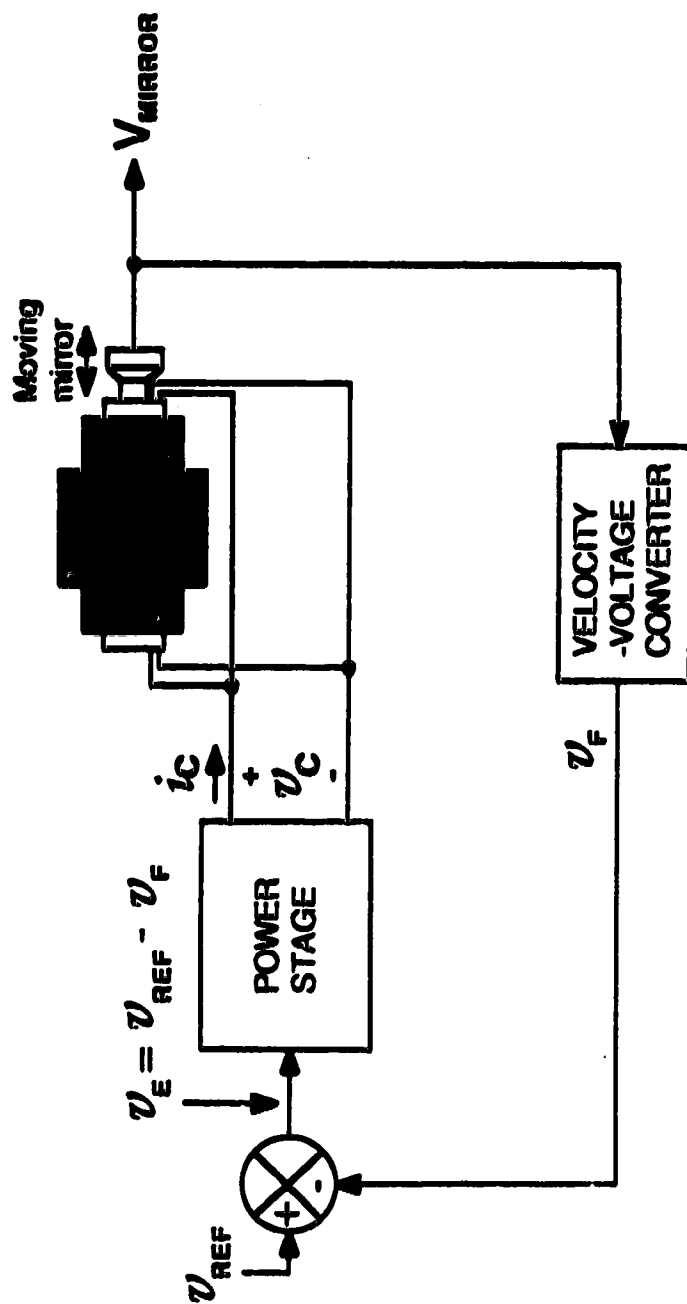 Moving
mirror
V_MIRROR
i_C
+
v_C
-
v_E = v_REF - v_F
POWER
STAGE
v_REF
+
-
v_F
VELOCITY
-VOLTAGE
CONVERTER